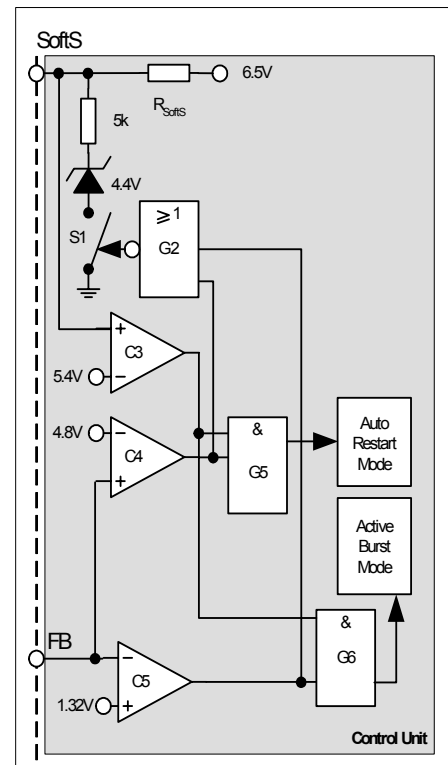 SoftS
6.5V
R SoftS
5k
4.4V
S1
≥1
G2
+
C3
5.4V
−
4.8V
−
C4
+
&
G5
Auto
Restart
Mode
Active
Burst
Mode
&
G6
FB
−
C5
1.32V
+
Control Unit